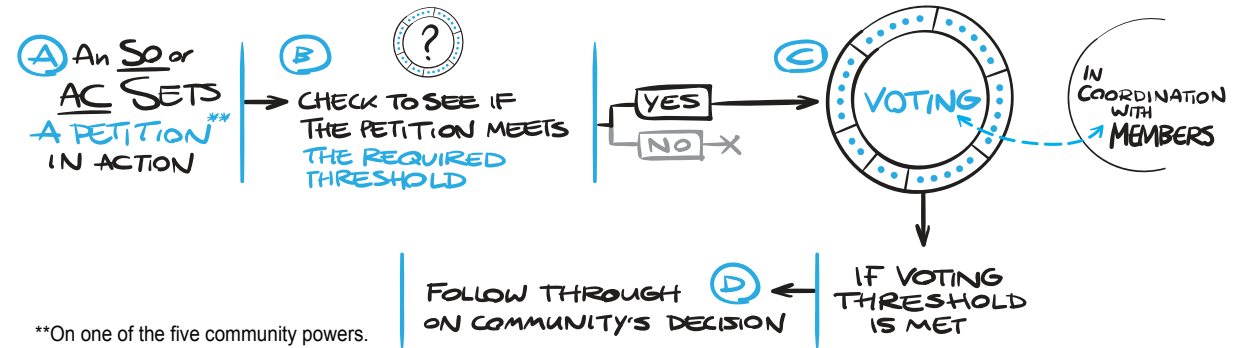 A An SO or
AC SETS
A PETITION**
IN ACTION
B
?
CHECK TO SEE IF
THE PETITION MEETS
THE REQUIRED
THRESHOLD
YES
NO
C
VOTING
IN
COORDINATION
WITH
MEMBERS
IF VOTING
THRESHOLD
IS MET
D
FOLLOW THROUGH
ON COMMUNITY'S DECISION
**On one of the five community powers.